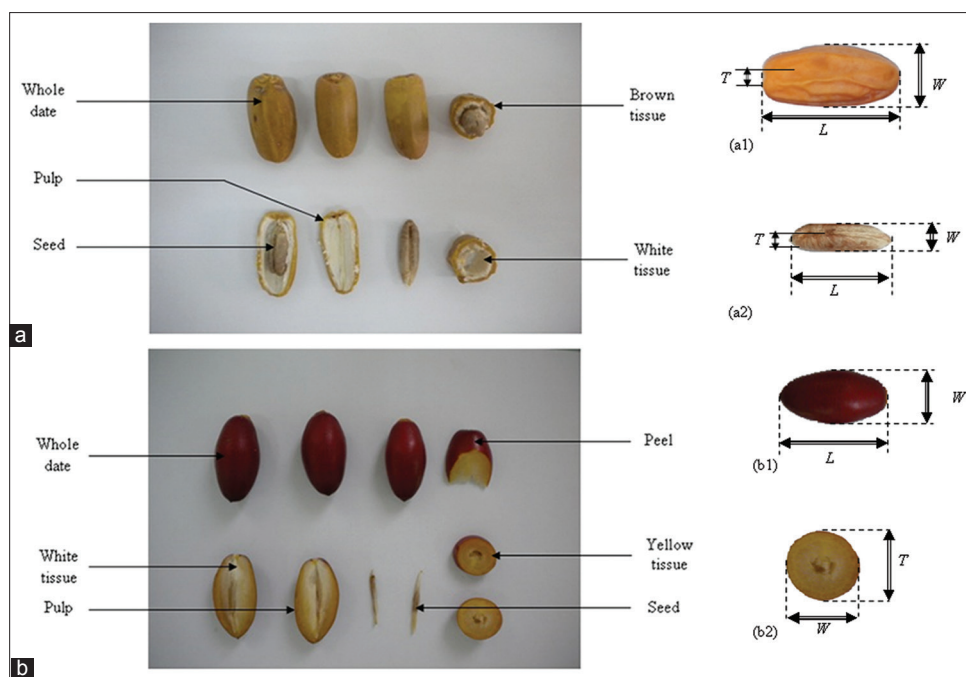 Whole
date
Pulp
Seed
Brown
tissue
White
tissue
a
T
W
L
(a1)
T
W
L
(a2)
Whole
date
White
tissue
Pulp
Peel
Yellow
tissue
Seed
b
W
L
(b1)
T
W
(b2)